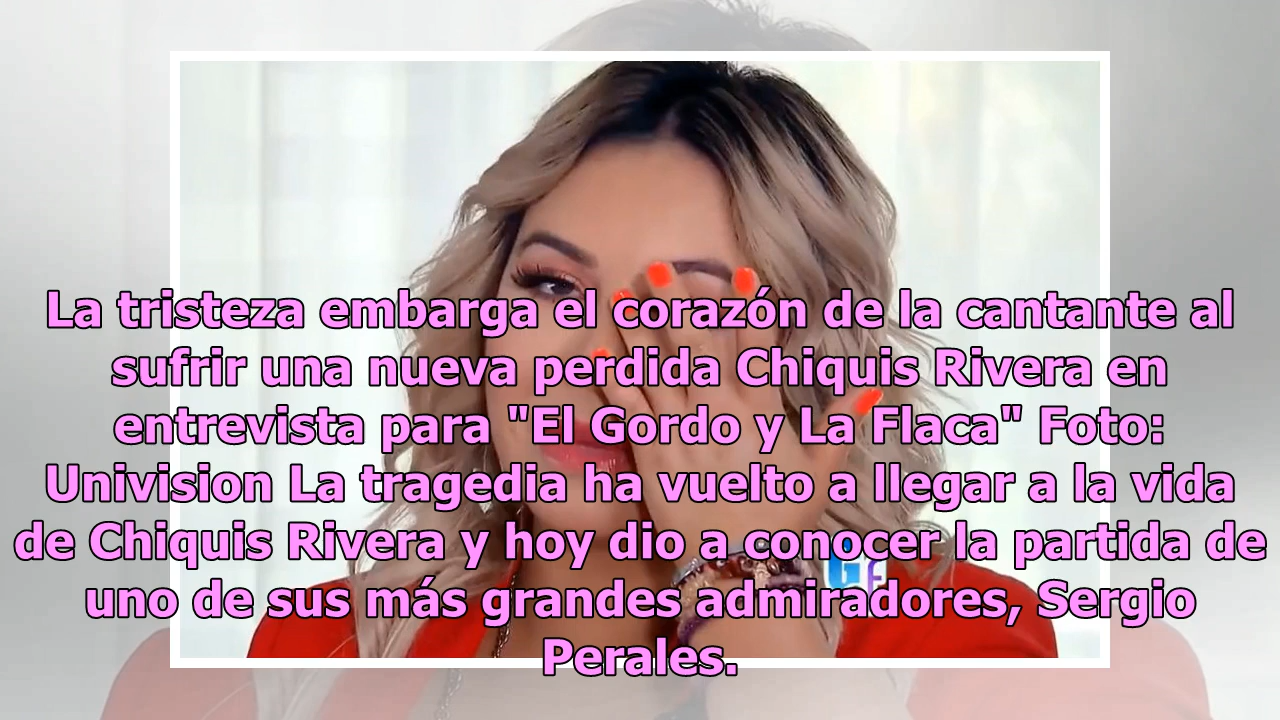 La tristeza embarga el corazón de la cantante al
sufrir una nueva perdida Chiquis Rivera en
entrevista para "El Gordo y La Flaca" Foto:
Univision La tragedia ha vuelto a llegar a la vida
de Chiquis Rivera y hoy dio a conocer la partida de
uno de sus más grandes admiradores, Sergio
Perales.